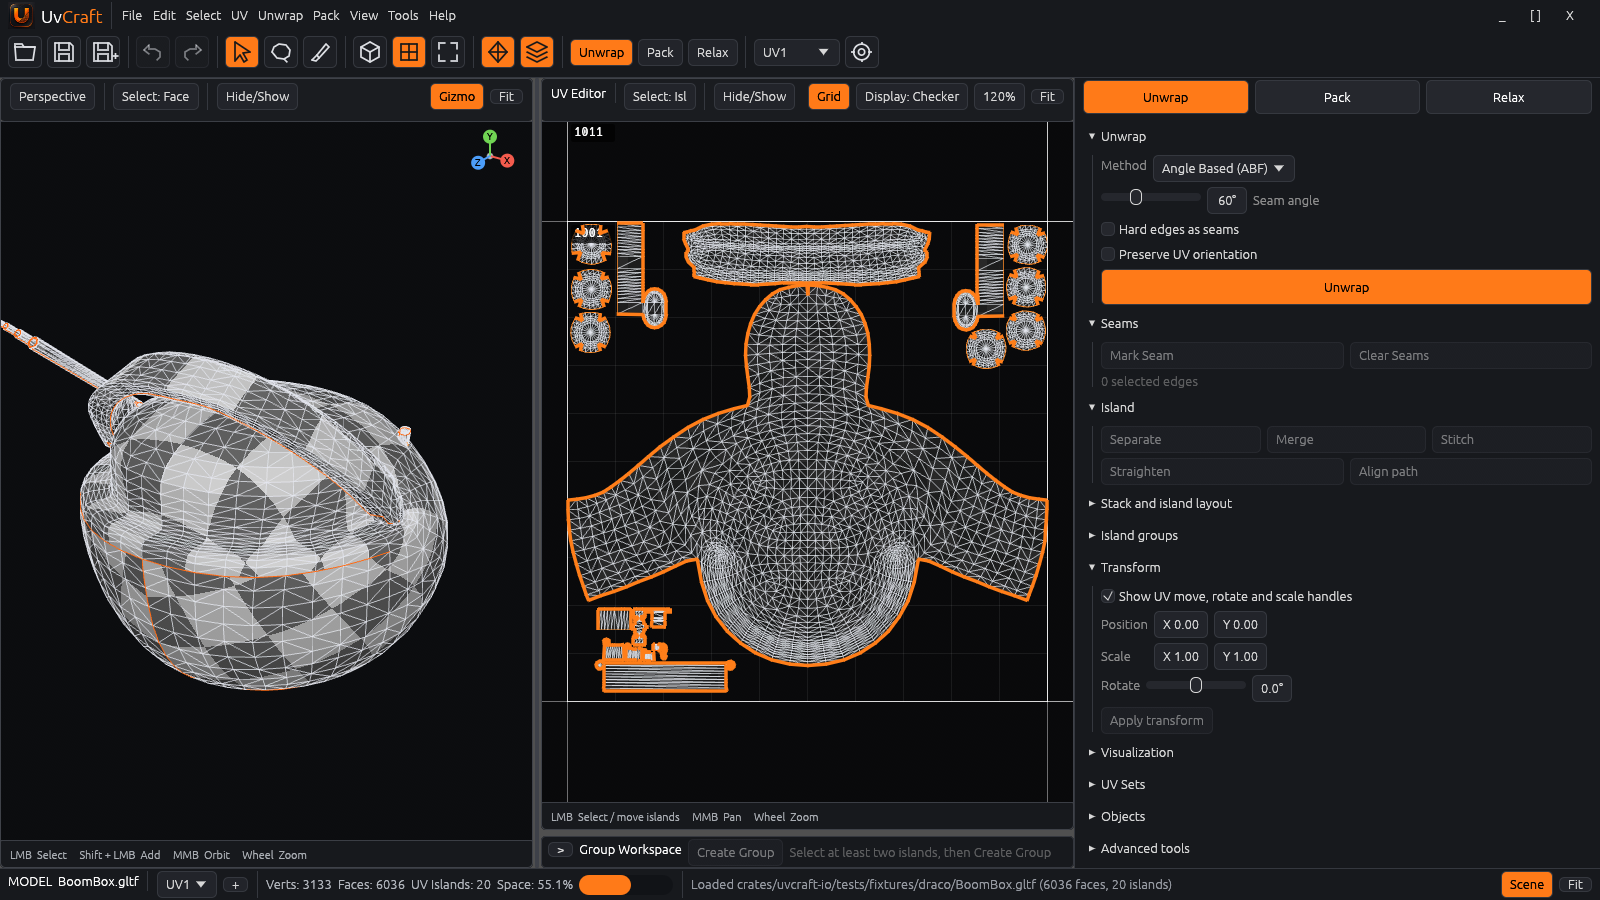 UvCraft File Edit Select UV Unwrap Pack View Tools Help _ [ ] X
Unwrap Pack Relax UV1
Perspective Select: Face Hide/Show Gizmo Fit
UV Editor Select: Isl Hide/Show Grid Display: Checker 120% Fit
Unwrap Pack Relax
Y
X
Z
1011
1001
Unwrap
Method Angle Based (ABF)
60° Seam angle
Hard edges as seams
Preserve UV orientation
Unwrap
Seams
Mark Seam Clear Seams
0 selected edges
Island
Separate Merge Stitch
Straighten Align path
Stack and island layout
Island groups
Transform
Show UV move, rotate and scale handles
Position X 0.00 Y 0.00
Scale X 1.00 Y 1.00
Rotate 0.0°
Apply transform
Visualization
UV Sets
Objects
Advanced tools
LMB Select / move islands MMB Pan Wheel Zoom
> Group Workspace Create Group Select at least two islands, then Create Group
LMB Select Shift + LMB Add MMB Orbit Wheel Zoom
MODEL BoomBox.gltf UV1 + Verts: 3133 Faces: 6036 UV Islands: 20 Space: 55.1% Loaded crates/uvcraft-io/tests/fixtures/draco/BoomBox.gltf (6036 faces, 20 islands) Scene Fit